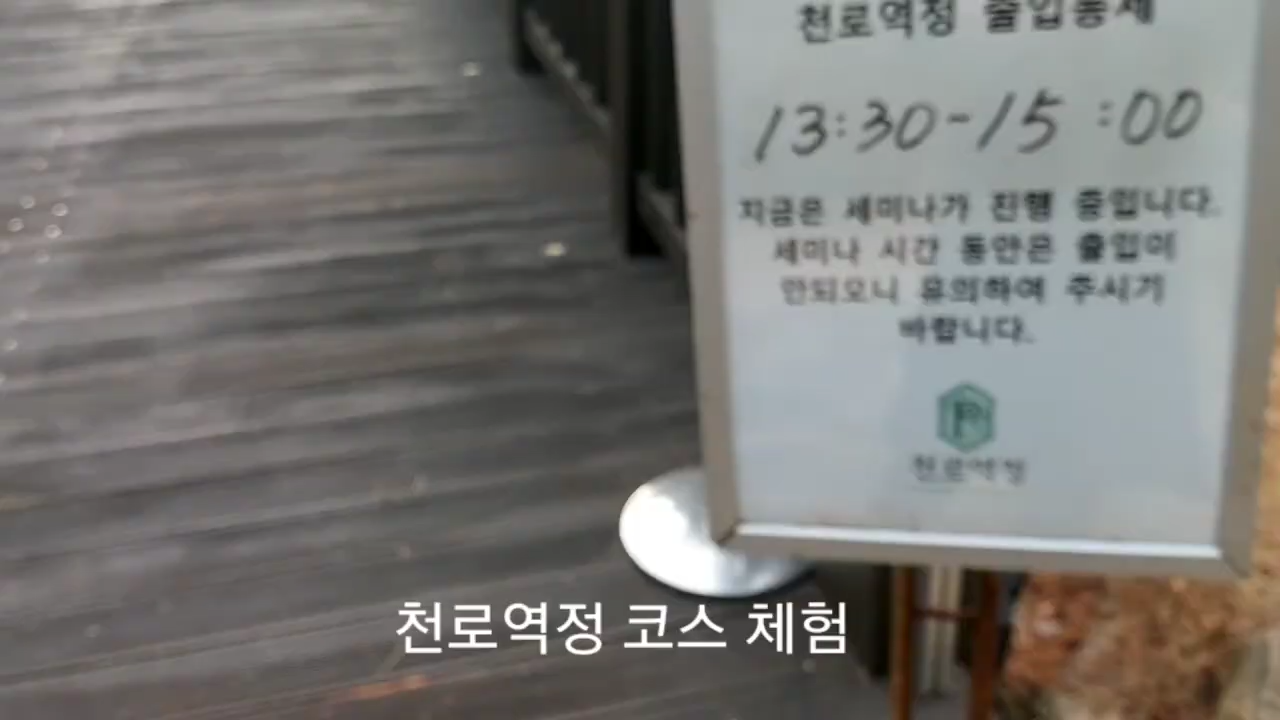 천로역정 출입통제
13:30-15:00
지금은 세미나가 진행 중입니다.
세미나 시간 동안은 출입이
안되오니 유의하여 주시기
바랍니다.
P
천로역정
천로역정 코스 체험